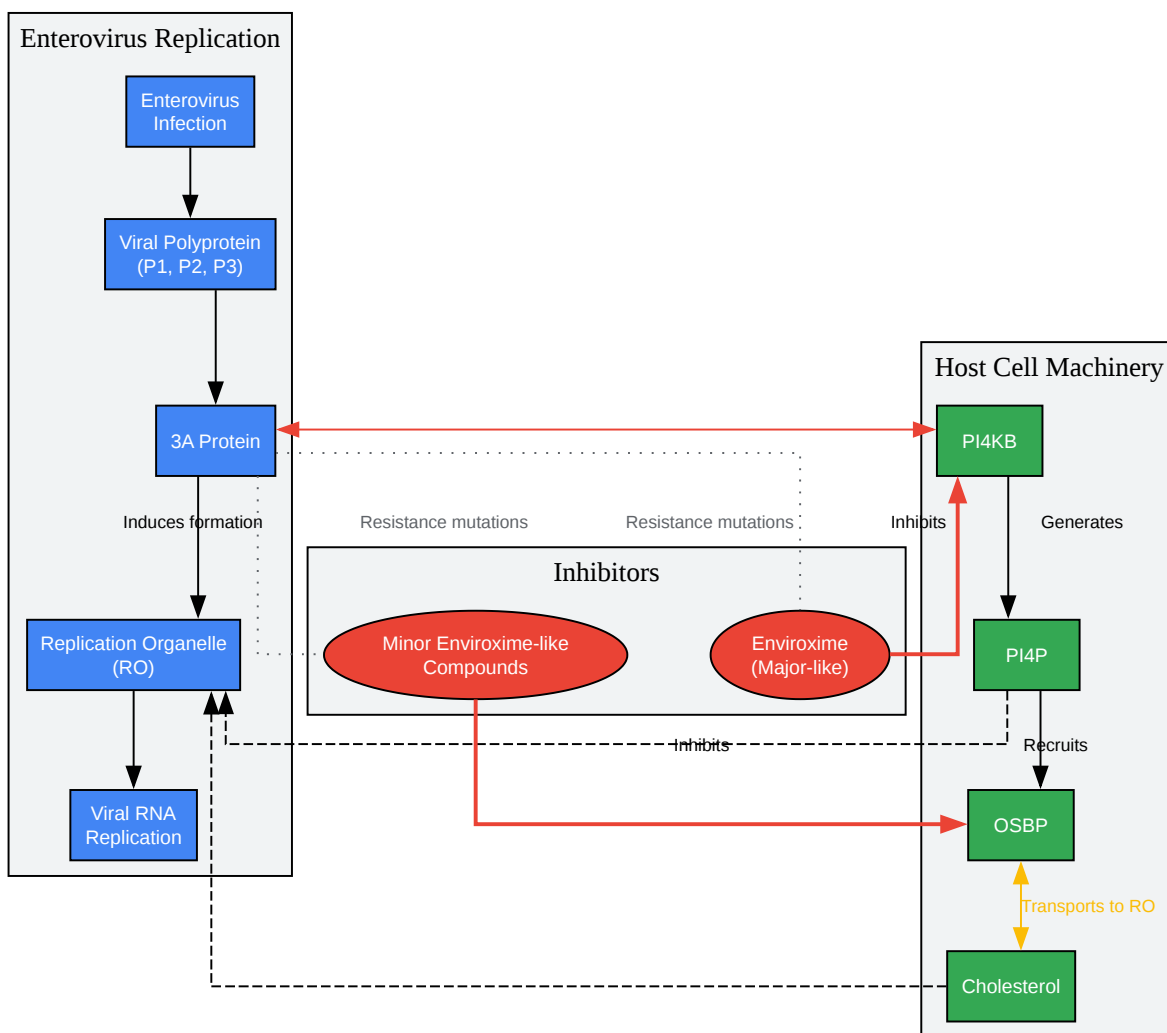 Enterovirus Replication
Enterovirus
Infection
Viral Polyprotein
(P1, P2, P3)
Host Cell Machinery
3A Protein
PI4KB
Induces formation
Resistance mutations
Resistance mutations
Inhibits
Generates
Inhibitors
Replication Organelle
(RO)
Minor Enviroxime-like
Compounds
Enviroxime
(Major-like)
PI4P
Inhibits
Recruits
Viral RNA
Replication
OSBP
Transports to RO
Cholesterol